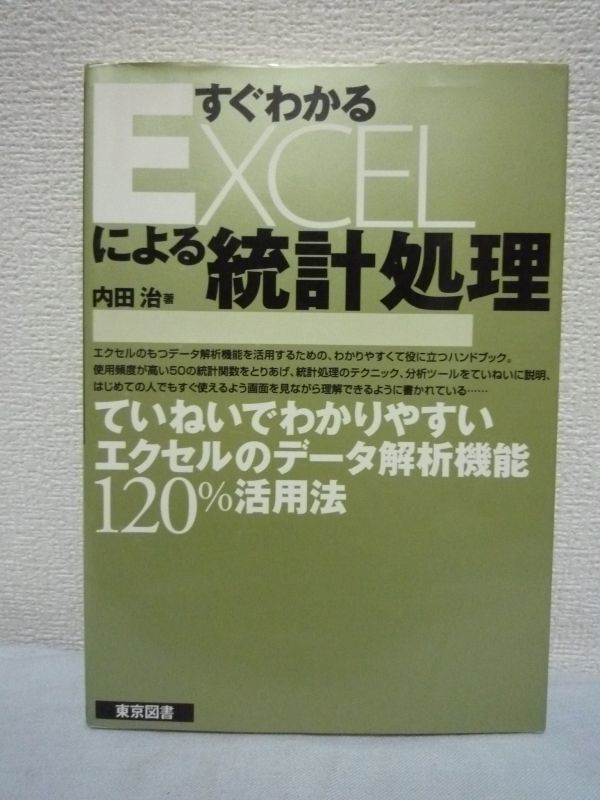 すぐわかる
EXCEL
による統計処理
内田 治 著
エクセルのもつデータ解析機能を活用するための、わかりやすくて役に立つハンドブック。
使用頻度が高い50の統計関数をとりあげ、統計処理のテクニック、分析ツールをていねいに説明、
はじめての人でもすぐ使えるよう画面を見ながら理解できるように書かれている……
ていねいでわかりやすい
エクセルのデータ解析機能
120%活用法
東京図書